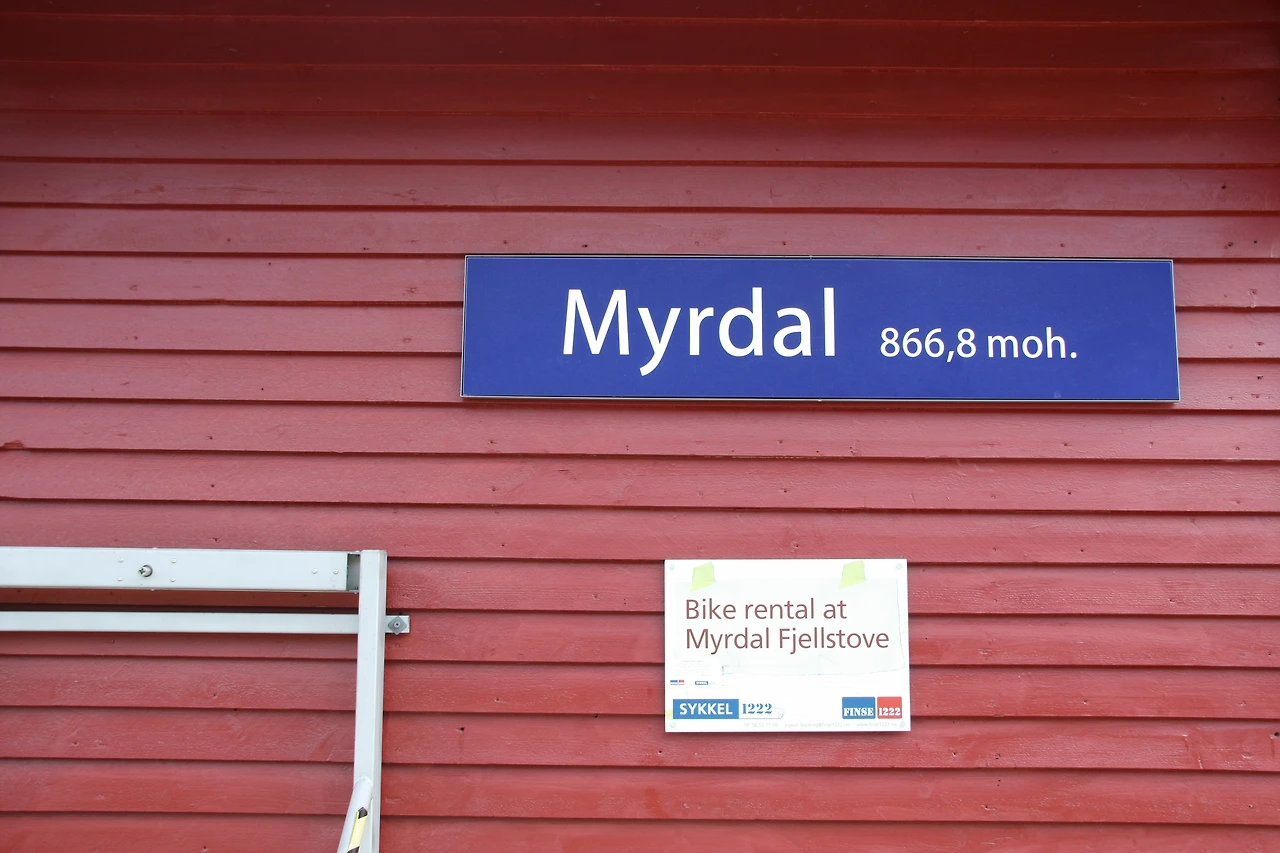 Myrdal 866,8 moh.
Bike rental at
Myrdal Fjellstove
SYKKEL 1222
FINSE 1222